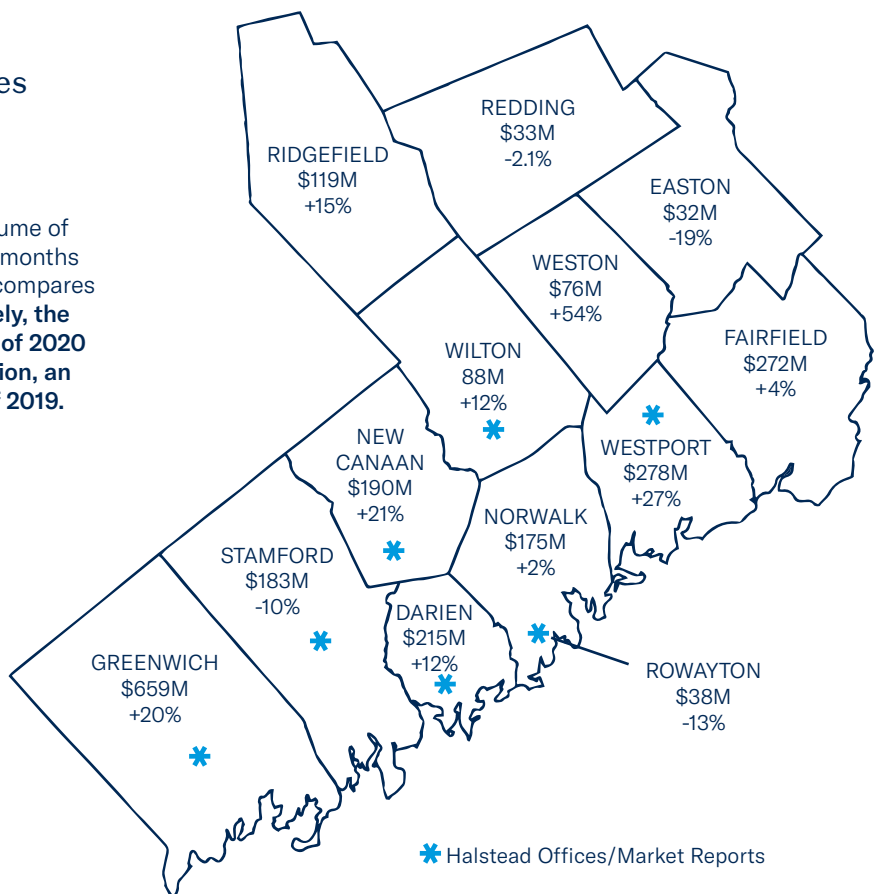 es
ume of
months
compares
ely, the
of 2020
ion, an
2019.
REDDING
$33M
-2.1%
RIDGEFIELD
$119M
+15%
EASTON
$32M
-19%
WESTON
$76M
+54%
FAIRFIELD
$272M
+4%
WILTON
88M
+12%
NEW
CANAAN
$190M
+21%
WESTPORT
$278M
+27%
NORWALK
$175M
+2%
STAMFORD
$183M
-10%
DARIEN
$215M
+12%
GREENWICH
$659M
+20%
ROWAYTON
$38M
-13%
Halstead Offices/Market Reports